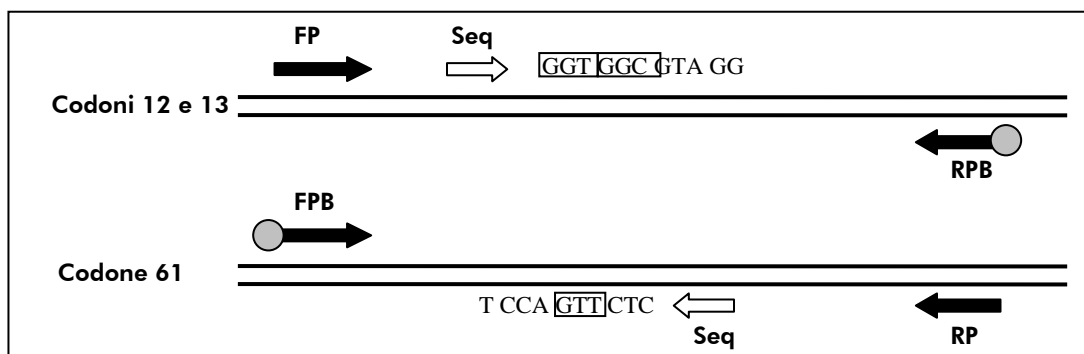 FP Seq GGT GGC GTA GG
Codoni 12 e 13
RPB
FPB
Codone 61
T CCA GTT CTC
Seq RP